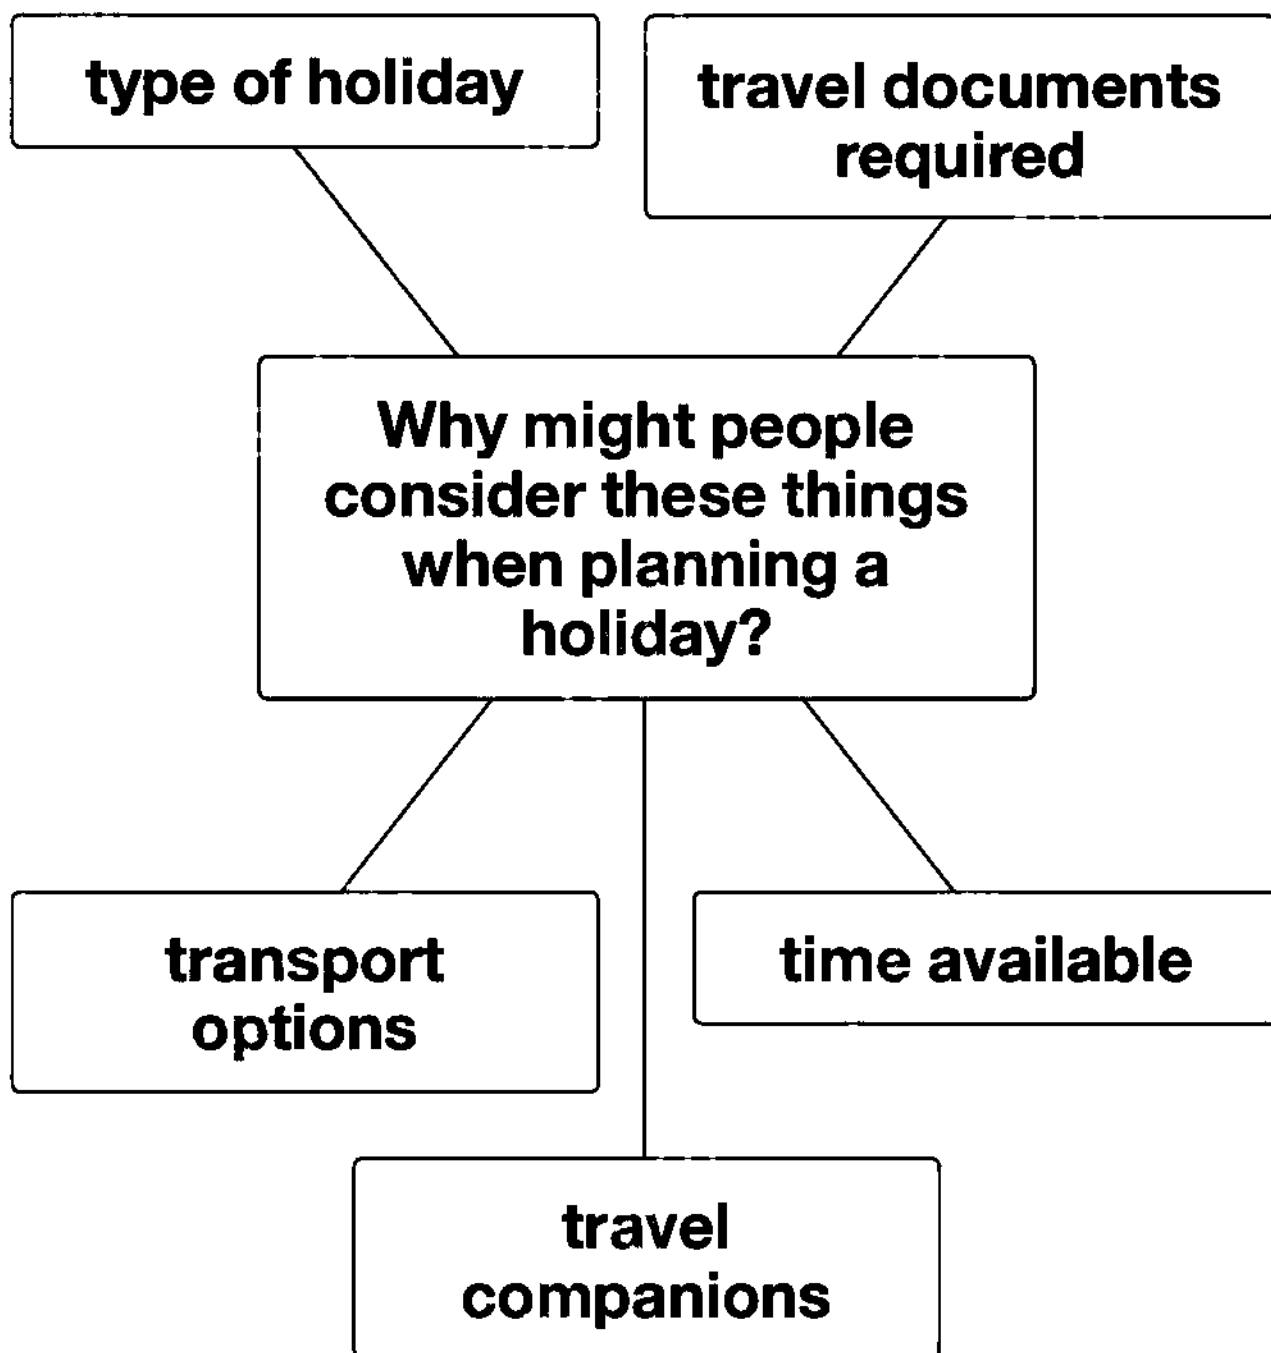 type of holiday
travel documents
required
Why might people
consider these things
when planning a
holiday?
transport
options
time available
travel
companions